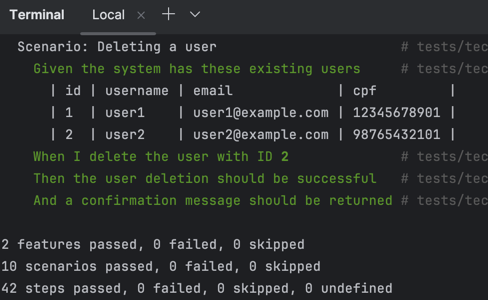 Terminal Local × +
Scenario: Deleting a user # tests/tec
Given the system has these existing users # tests/tec
| id | username | email | cpf |
| 1 | user1 | user1@example.com | 12345678901 |
| 2 | user2 | user2@example.com | 98765432101 |
When I delete the user with ID 2 # tests/tec
Then the user deletion should be successful # tests/tec
And a confirmation message should be returned # tests/tec
2 features passed, 0 failed, 0 skipped
10 scenarios passed, 0 failed, 0 skipped
42 steps passed, 0 failed, 0 skipped, 0 undefined